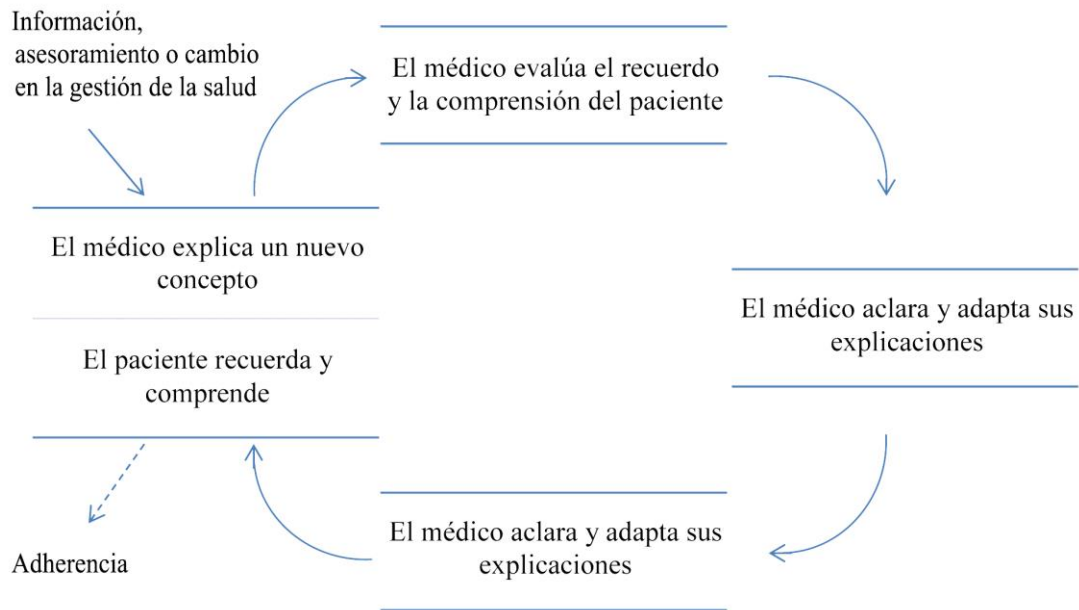 Información,
asesoramiento o cambio
en la gestión de la salud
El médico evalúa el recuerdo
y la comprensión del paciente
El médico explica un nuevo
concepto
El paciente recuerda y
comprende
El médico aclara y adapta sus
explicaciones
El médico aclara y adapta sus
explicaciones
Adherencia